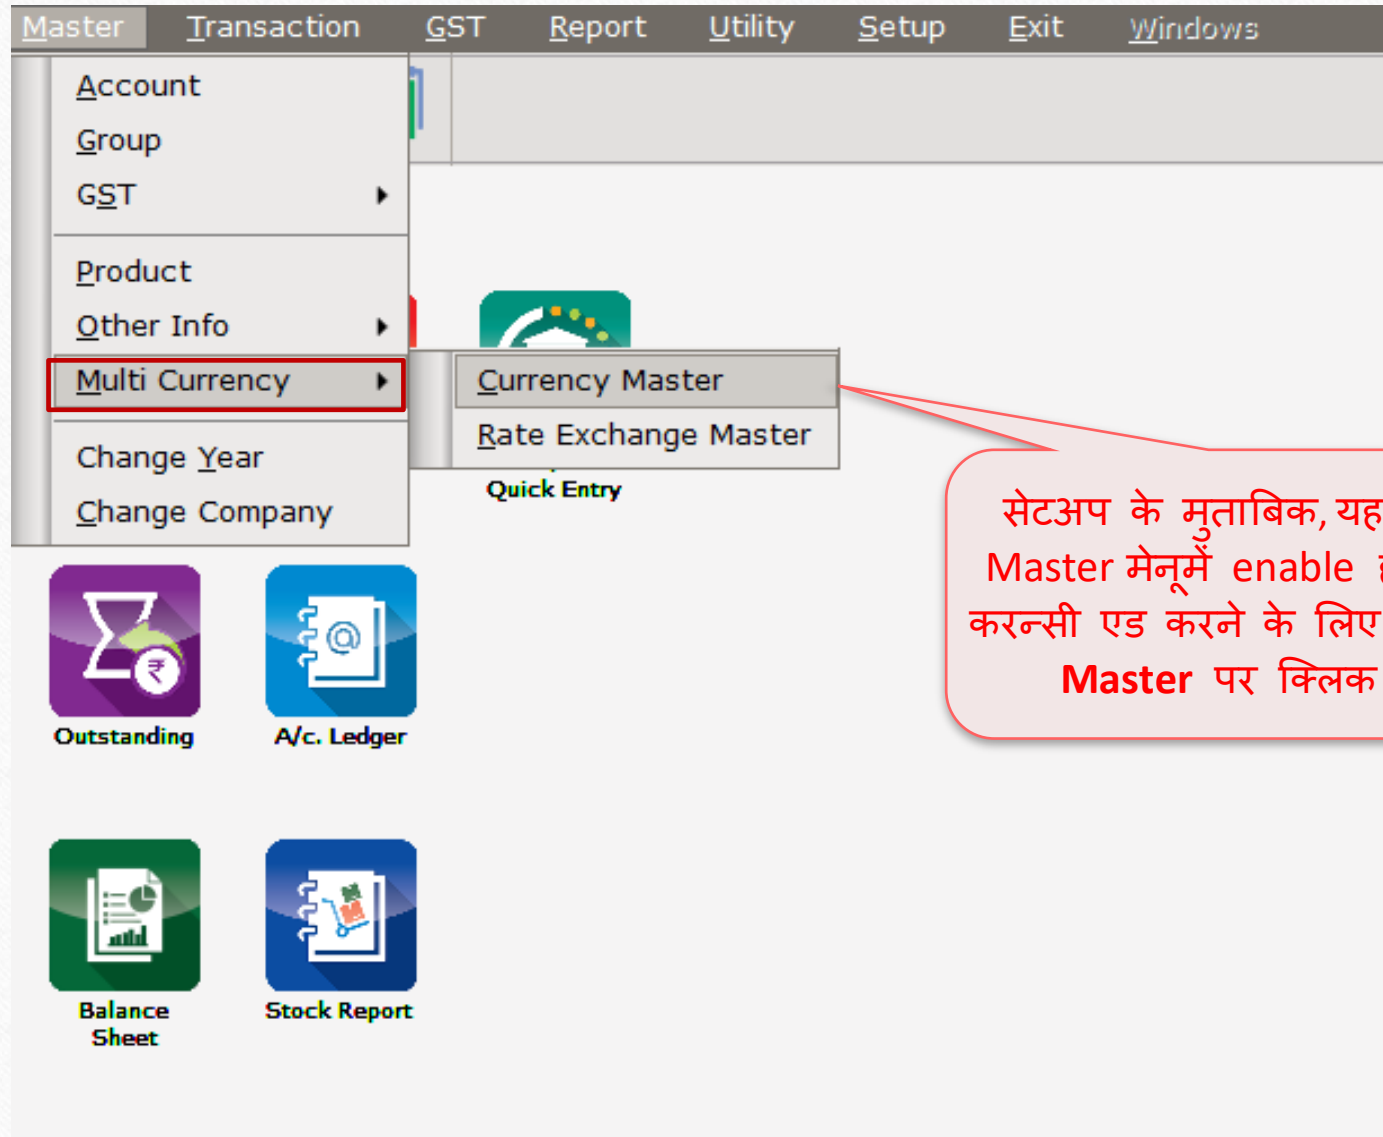 Master Transaction GST Report Utility Setup Exit Windows
Account
Group
GST
Product
Other Info
Multi Currency
Change Year
Change Company
Currency Master
Rate Exchange Master
Quick Entry
सेटअप के मुताबिक, यह
Master मेनूमें enable
करन्सी एड करने के लिए
Master पर क्लिक
Outstanding
A/c. Ledger
Balance
Sheet
Stock Report